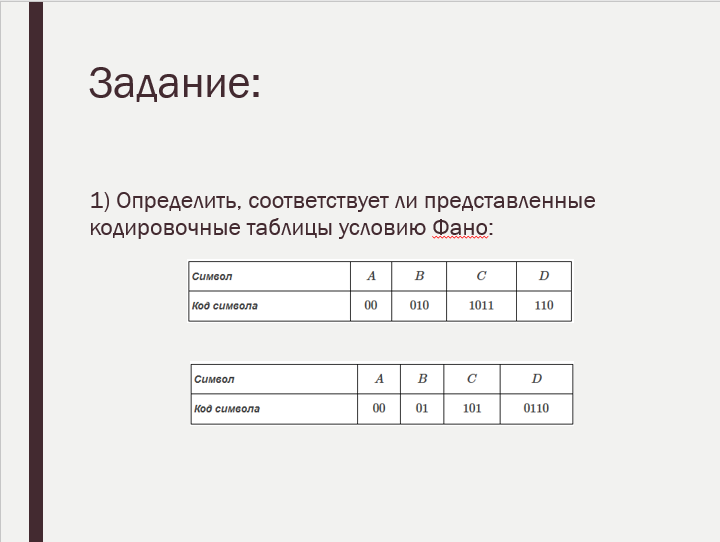 Задание:
1) Определить, соответствует ли представленные
кодировочные таблицы условию Фано:
Символ A B C D
Код символа 00 010 1011 110
Символ A B C D
Код символа 00 01 101 0110